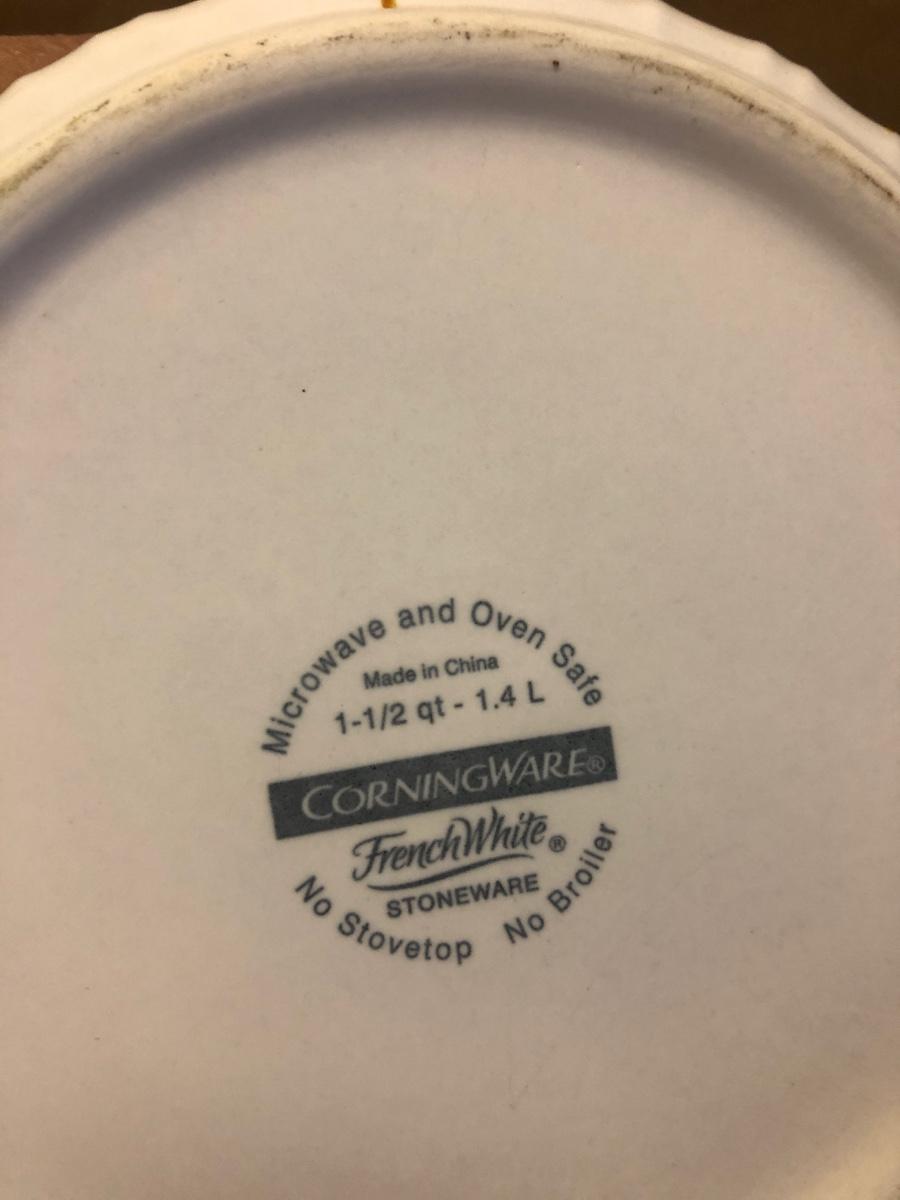 Microwave and Oven Safe
Made in China
1-1/2 qt - 1.4 L
CORNINGWARE®
FrenchWhite®
STONEWARE
No Stovetop No Broiler